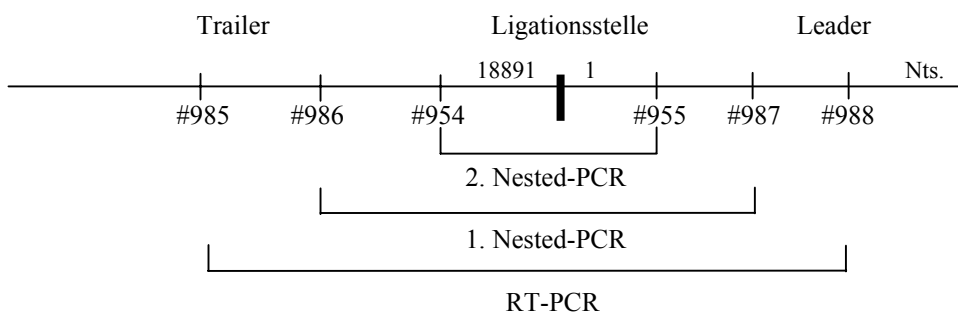 Trailer Ligationsstelle Leader
18891 1 Nts.
#985 #986 #954 #955 #987 #988
2. Nested-PCR
1. Nested-PCR
RT-PCR